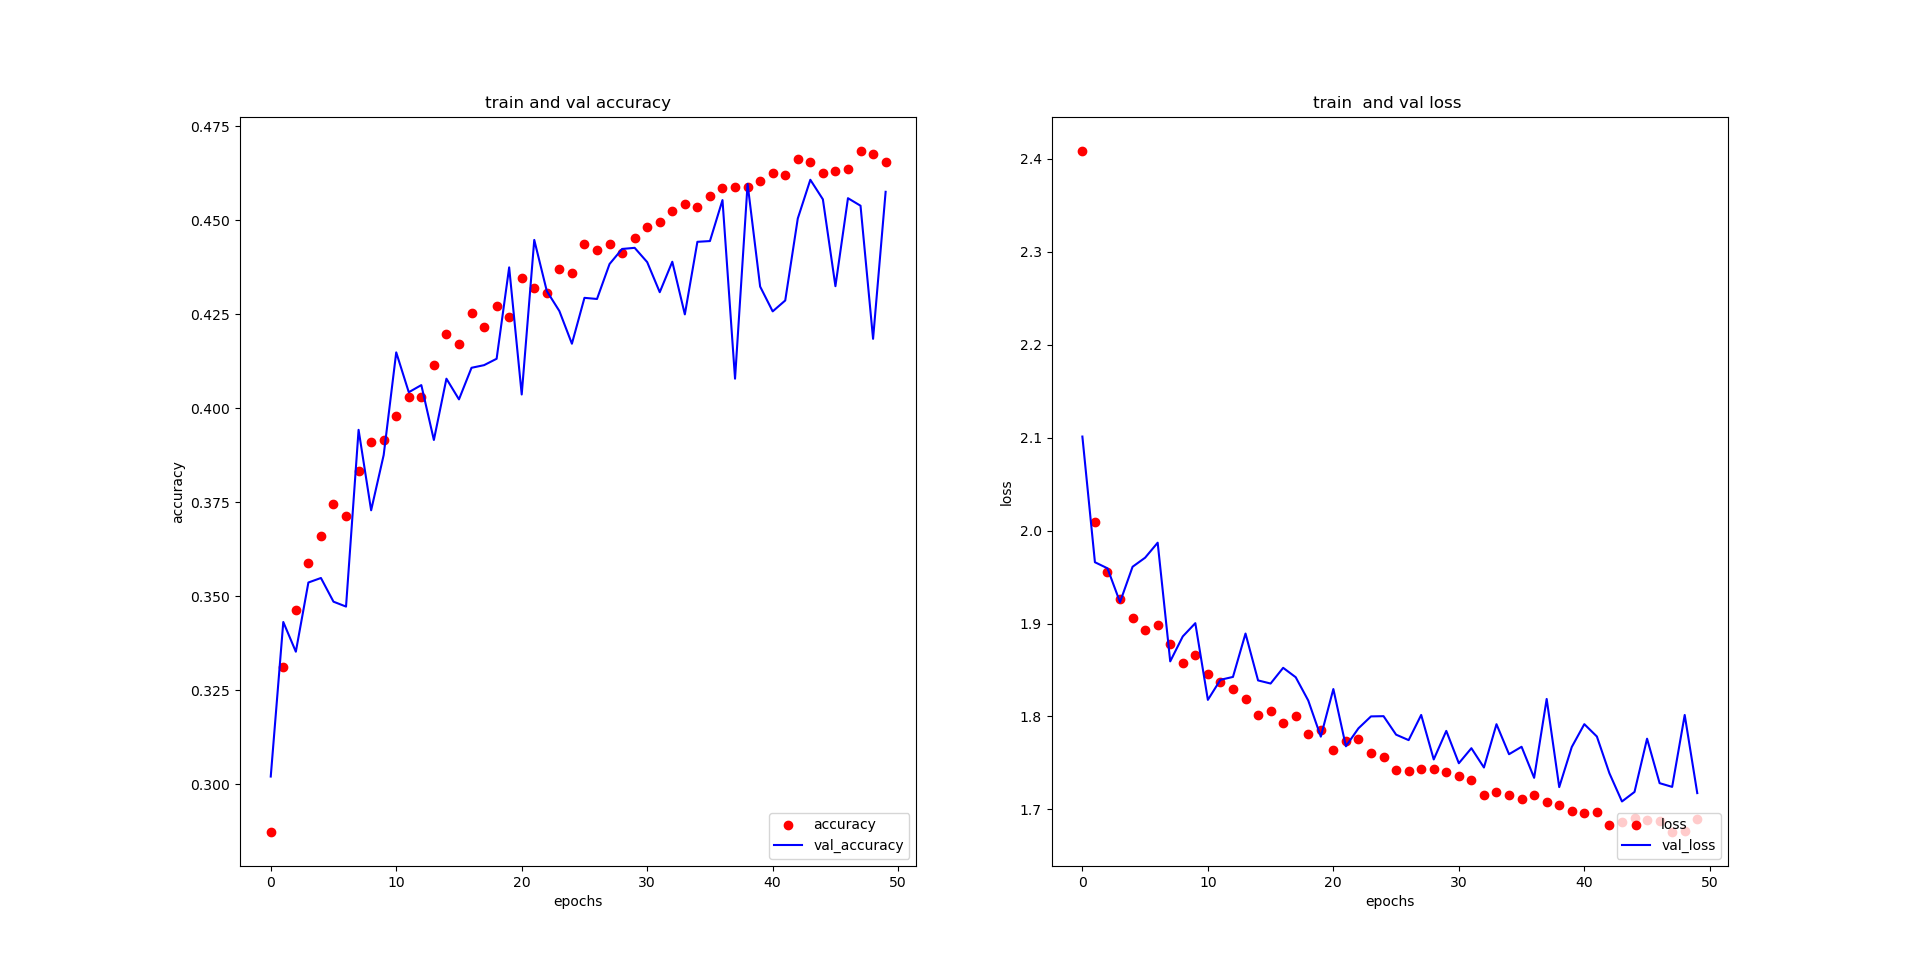 train and val accuracy
accuracy
0.475
0.450
0.425
0.400
0.375
0.350
0.325
0.300
0 10 20 30 40 50
epochs
accuracy
val_accuracy
train  and val loss
loss
2.4
2.3
2.2
2.1
2.0
1.9
1.8
1.7
0 10 20 30 40 50
epochs
loss
val_loss